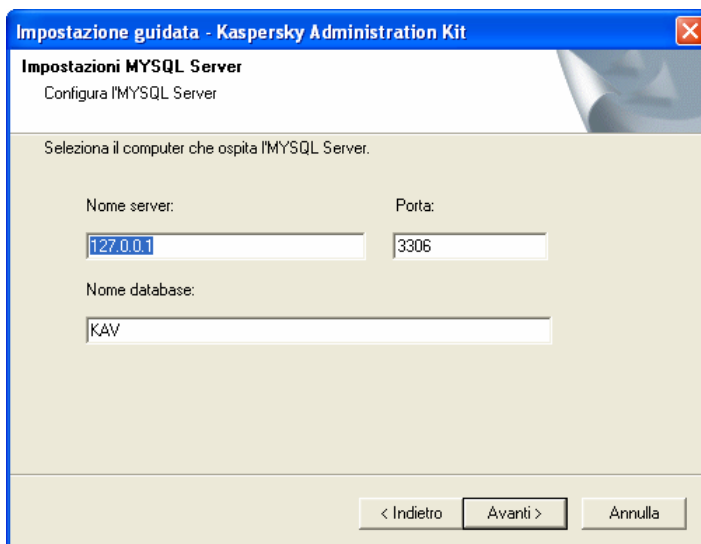 Impostazione guidata - Kaspersky Administration Kit
Impostazioni MYSQL Server
Configura l'MYSQL Server
Seleziona il computer che ospita l'MYSQL Server.
Nome server: Porta:
127.0.0.1 3306
Nome database:
KAV
< Indietro Avanti > Annulla